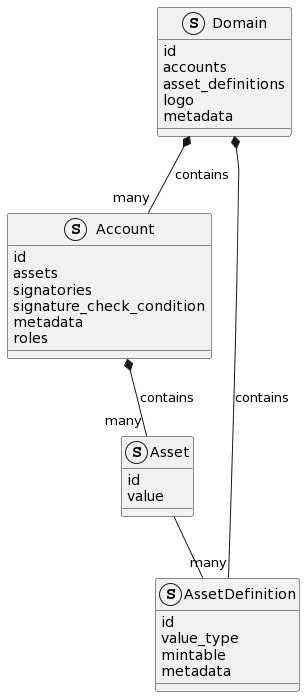 S Domain
id
accounts
asset_definitions
logo
metadata
contains
many
S Account
id
assets
signatories
signature_check_condition
metadata
roles
contains
contains
many
S Asset
id
value
many
S AssetDefinition
id
value_type
mintable
metadata